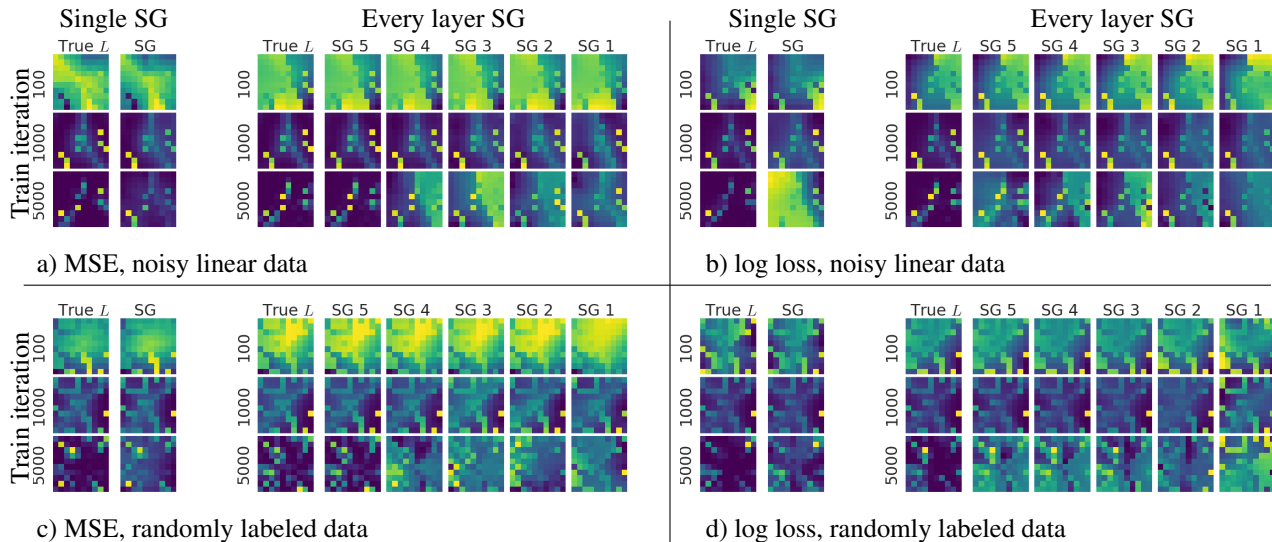 Single SG
Every layer SG
True L
SG
True L
SG 5
SG 4
SG 3
SG 2
SG 1
Train iteration
100
1000
5000
100
1000
5000
a) MSE, noisy linear data
Single SG
Every layer SG
True L
SG
True L
SG 5
SG 4
SG 3
SG 2
SG 1
100
1000
5000
100
1000
5000
b) log loss, noisy linear data
True L
SG
True L
SG 5
SG 4
SG 3
SG 2
SG 1
Train iteration
100
1000
5000
100
1000
5000
c) MSE, randomly labeled data
True L
SG
True L
SG 5
SG 4
SG 3
SG 2
SG 1
100
1000
5000
100
1000
5000
d) log loss, randomly labeled data